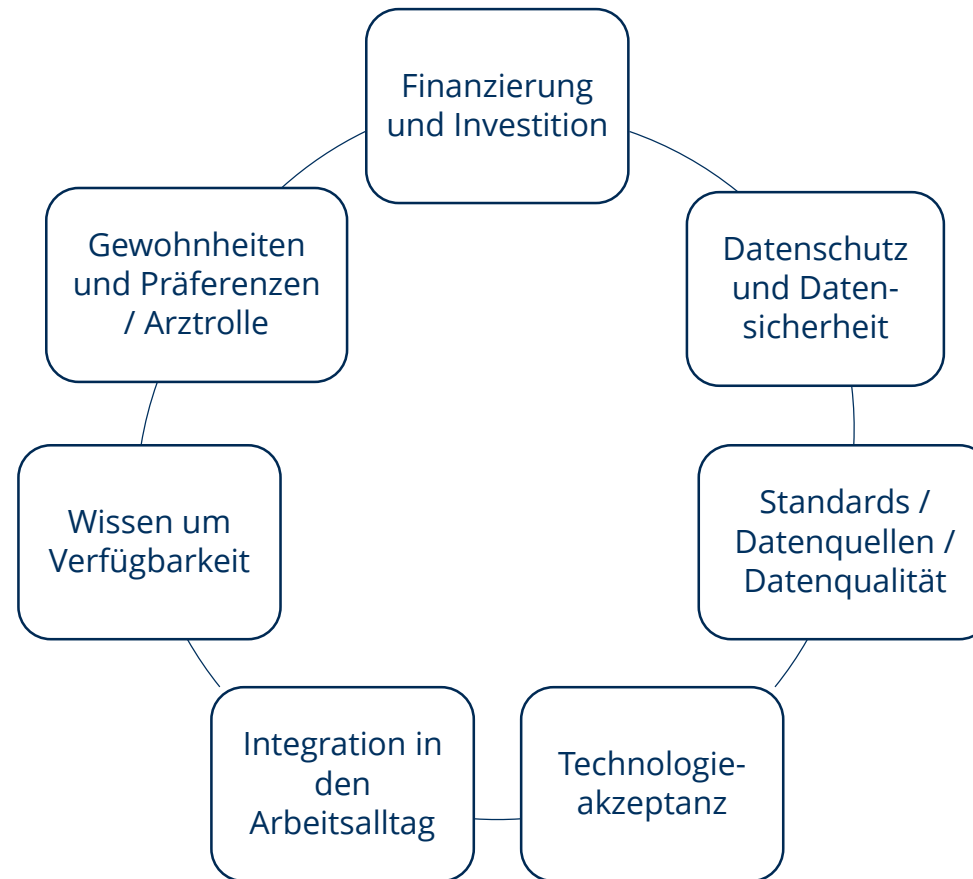 Finanzierung
und Investition
Datenschutz
und Daten-
sicherheit
Standards /
Datenquellen /
Datenqualität
Technologie-
akzeptanz
Integration in
den
Arbeitsalltag
Wissen um
Verfügbarkeit
Gewohnheiten
und Präferenzen
/ Arztrolle